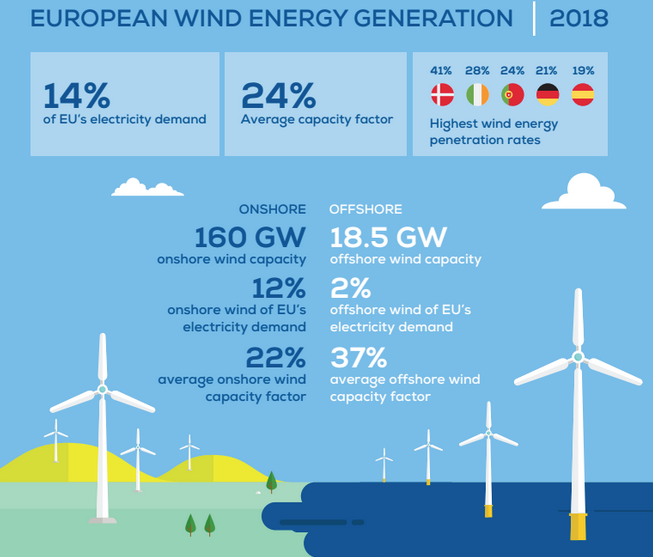 EUROPEAN WIND ENERGY GENERATION | 2018
14%
of EU's electricity demand
24%
Average capacity factor
41% 28% 24% 21% 19%
Highest wind energy
penetration rates
ONSHORE
160 GW
onshore wind capacity
12%
onshore wind of EU's
electricity demand
22%
average onshore wind
capacity factor
OFFSHORE
18.5 GW
offshore wind capacity
2%
offshore wind of EU's
electricity demand
37%
average offshore wind
capacity factor